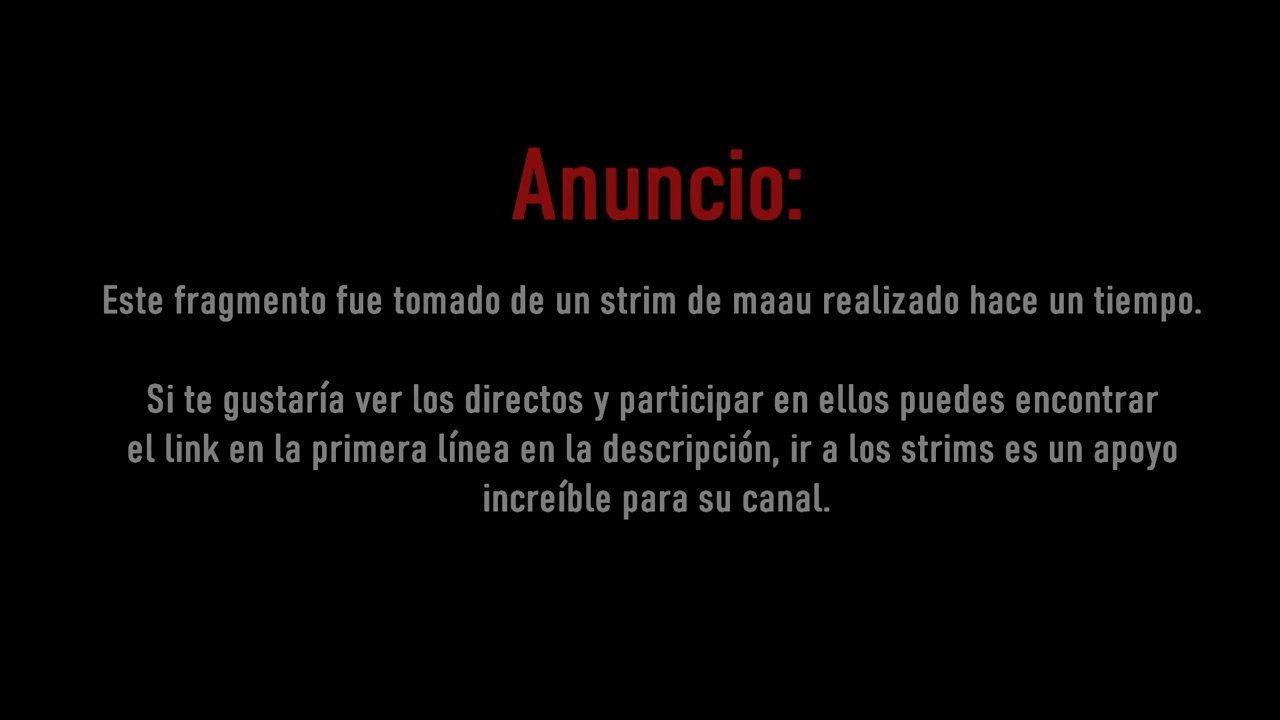 Anuncio:
Este fragmento fue tomado de un strim de maau realizado hace un tiempo.
Si te gustaría ver los directos y participar en ellos puedes encontrar
el link en la primera línea en la descripción, ir a los strims es un apoyo
increíble para su canal.